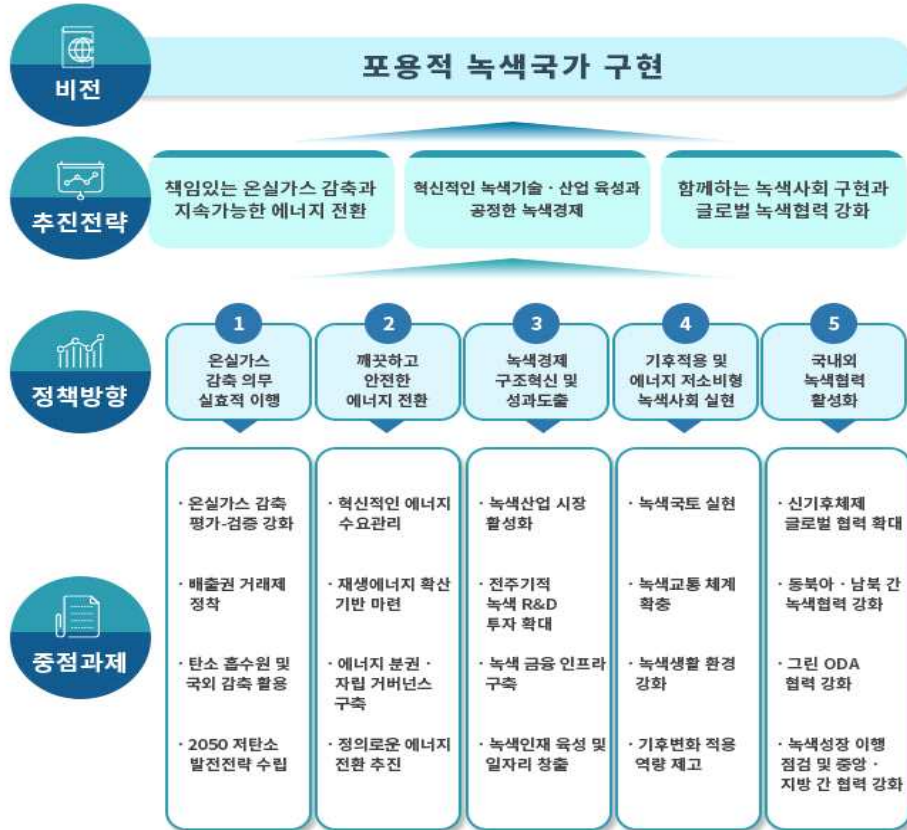 비전
포용적 녹색국가 구현
추진전략
책임있는 온실가스 감축과
지속가능한 에너지 전환
혁신적인 녹색기술 · 산업 육성과
공정한 녹색경제
함께하는 녹색사회 구현과
글로벌 녹색협력 강화
정책방향
1
온실가스
감축 의무
실효적 이행
2
깨끗하고
안전한
에너지 전환
3
녹색경제
구조혁신 및
성과도출
4
기후적용 및
에너지 저소비형
녹색사회 실현
5
국내외
녹색협력
활성화
중점과제
· 온실가스 감축
평가-검증 강화
· 배출권 거래제
정착
· 탄소 흡수원 및
국외 감축 활용
· 2050 저탄소
발전전략 수립
· 혁신적인 에너지
수요관리
· 재생에너지 확산
기반 마련
· 에너지 분권 ·
자립 거버넌스
구축
· 정의로운 에너지
전환 추진
· 녹색산업 시장
활성화
· 전주기적
녹색 R&D
투자 확대
· 녹색 금융 인프라
구축
· 녹색인재 육성 및
일자리 창출
· 녹색국토 실현
· 녹색교통 체계
확충
· 녹색생활 환경
강화
· 기후변화 적용
역량 제고
· 신기후체제
글로벌 협력 확대
· 동북아 · 남북 간
녹색협력 강화
· 그린 ODA
협력 강화
· 녹색성장 이행
점검 및 중앙 ·
지방 간 협력 강화